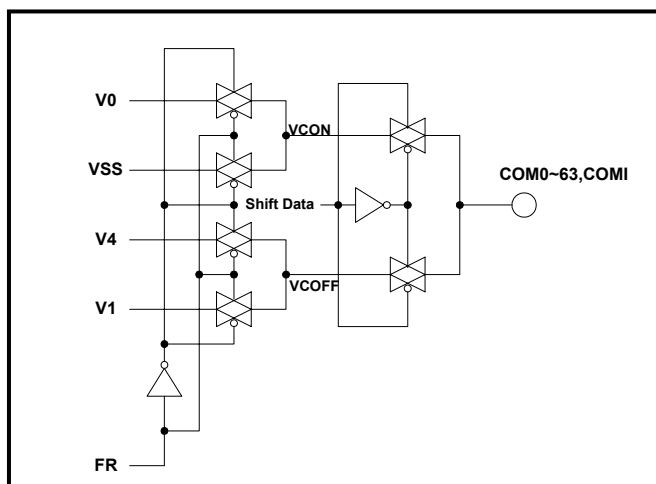 V0
VCON
VSS
COM0~63,COMI
Shift Data
V4
VCOFF
V1
FR